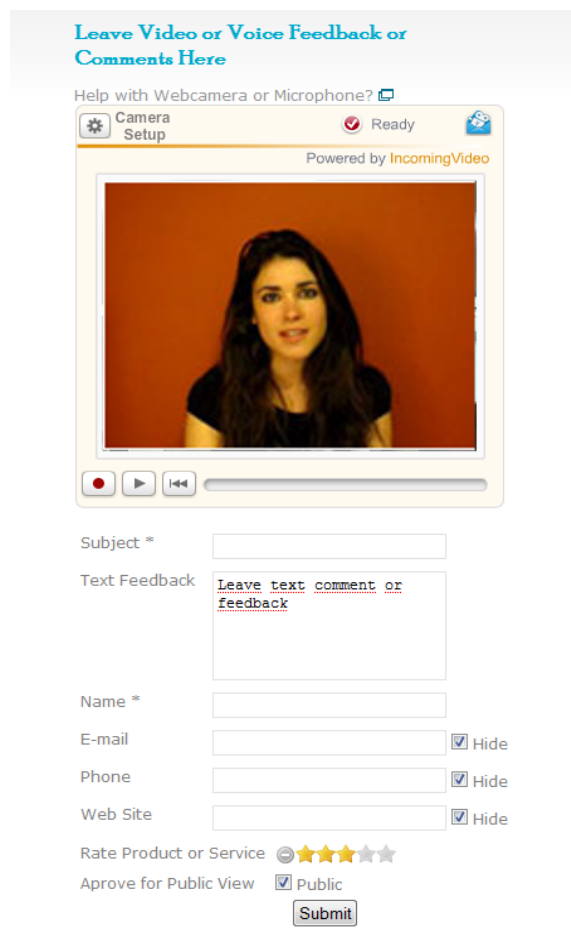 Leave Video or Voice Feedback or
Comments Here
Help with Webcamera or Microphone?
Camera
Setup
Ready
Powered by IncomingVideo
Subject *
Text Feedback
Leave text comment or
feedback
Name *
E-mail
Hide
Phone
Hide
Web Site
Hide
Rate Product or Service
Aprove for Public View
Public
Submit